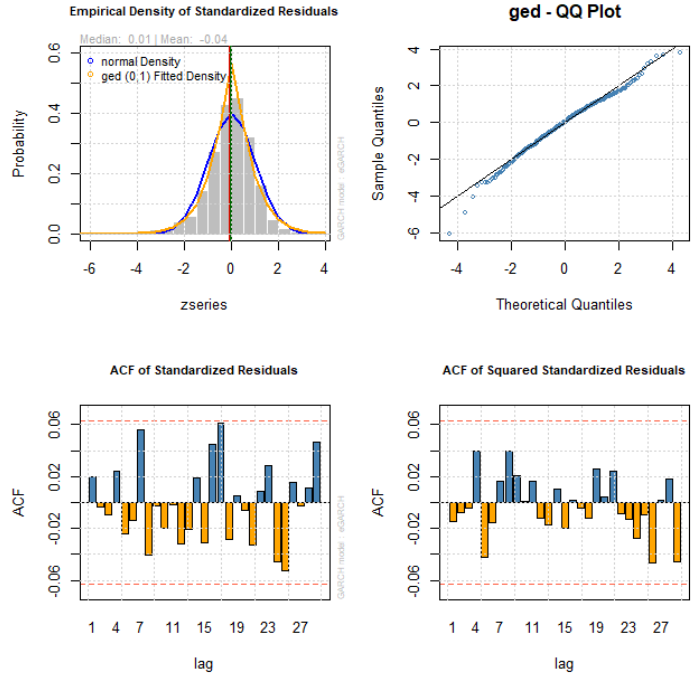 Empirical Density of Standardized Residuals
Median: 0.01 | Mean: -0.04
normal Density
ged (0,1) Fitted Density
Probability
0.0 0.2 0.4 0.6
-6 -4 -2 0 2 4
zseries
GARCH model : eGARCH
ged - QQ Plot
Sample Quantiles
-6 -4 -2 0 2 4
-4 -2 0 2 4
Theoretical Quantiles
ACF of Standardized Residuals
ACF
-0.06 -0.02 0.02 0.06
1 4 7 11 15 19 23 27
lag
GARCH model : eGARCH
ACF of Squared Standardized Residuals
ACF
-0.06 -0.02 0.02 0.06
1 4 7 11 15 19 23 27
lag